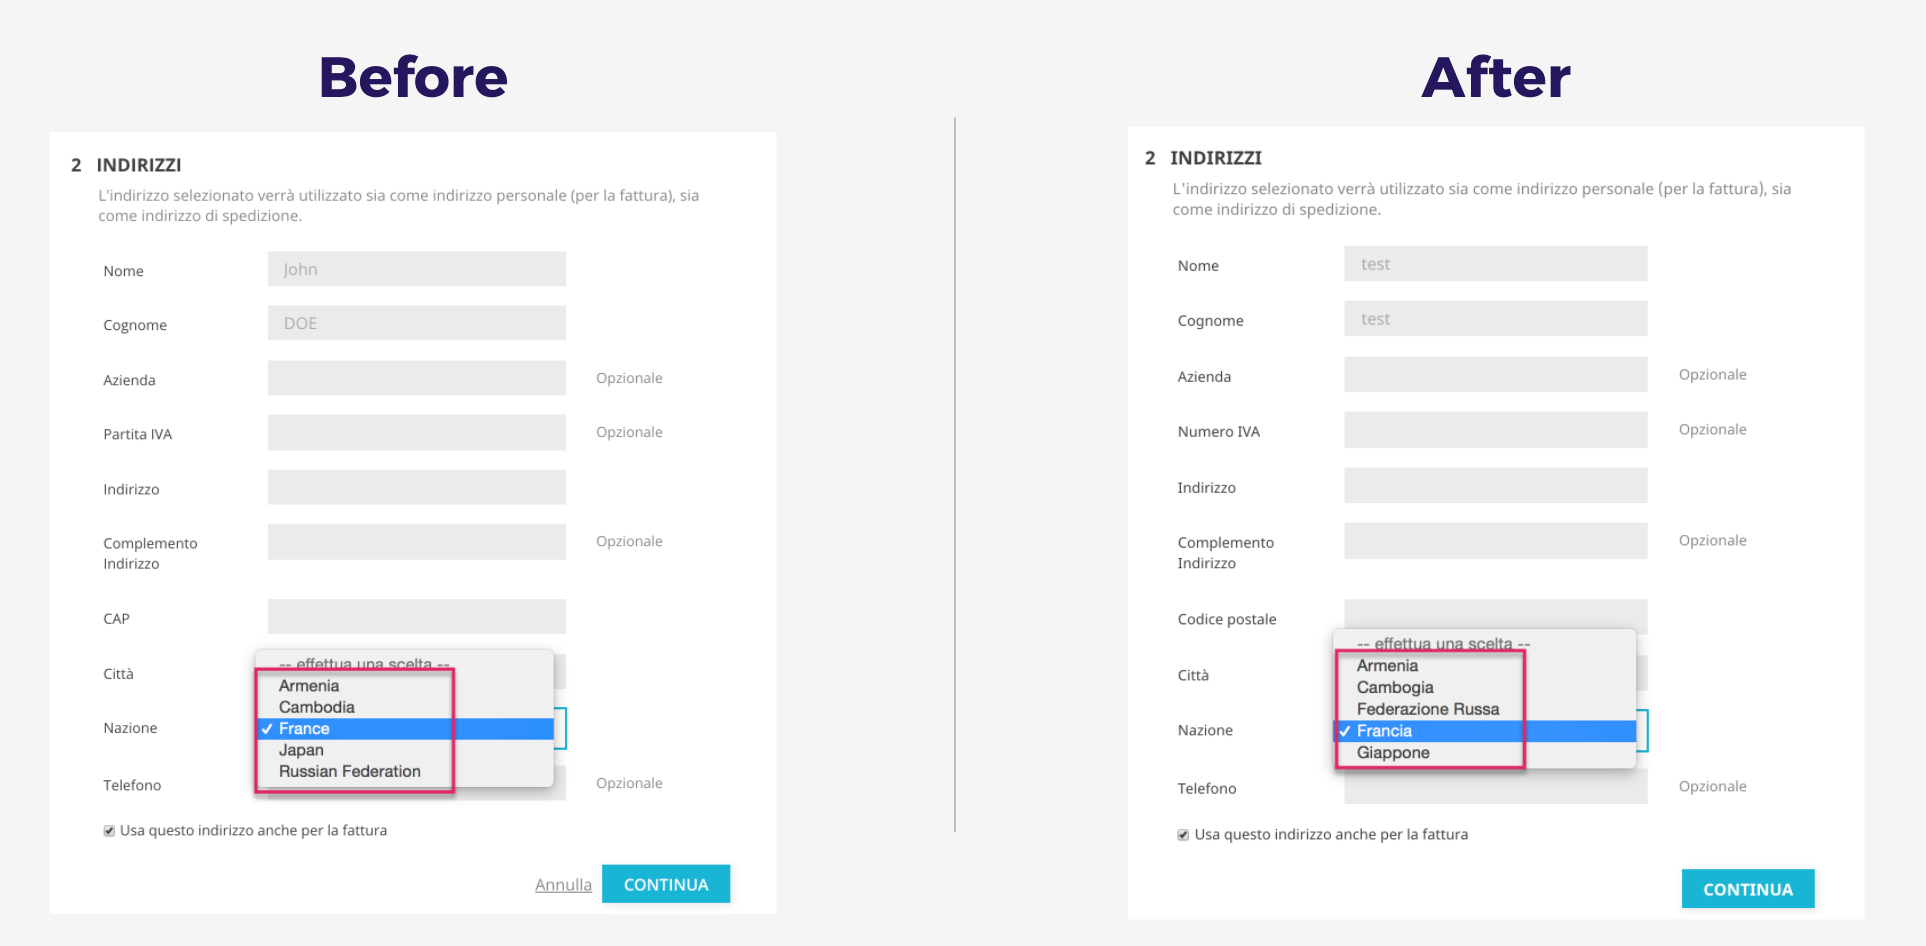 Before
2 INDIRIZZI
L'indirizzo selezionato verrà utilizzato sia come indirizzo personale (per la fattura), sia
come indirizzo di spedizione.
Nome
John
Cognome
DOE
Azienda
Opzionale
Partita IVA
Opzionale
Indirizzo
Complemento
Indirizzo
Opzionale
CAP
Città
-- effettua una scelta --
Armenia
Cambodia
✓ France
Japan
Russian Federation
Nazione
Telefono
Opzionale
Usa questo indirizzo anche per la fattura
Annulla
CONTINUA
After
2 INDIRIZZI
L'indirizzo selezionato verrà utilizzato sia come indirizzo personale (per la fattura), sia
come indirizzo di spedizione.
Nome
test
Cognome
test
Azienda
Opzionale
Numero IVA
Opzionale
Indirizzo
Complemento
Indirizzo
Opzionale
Codice postale
Città
-- effettua una scelta --
Armenia
Cambogia
Federazione Russa
✓ Francia
Giappone
Nazione
Telefono
Opzionale
Usa questo indirizzo anche per la fattura
CONTINUA